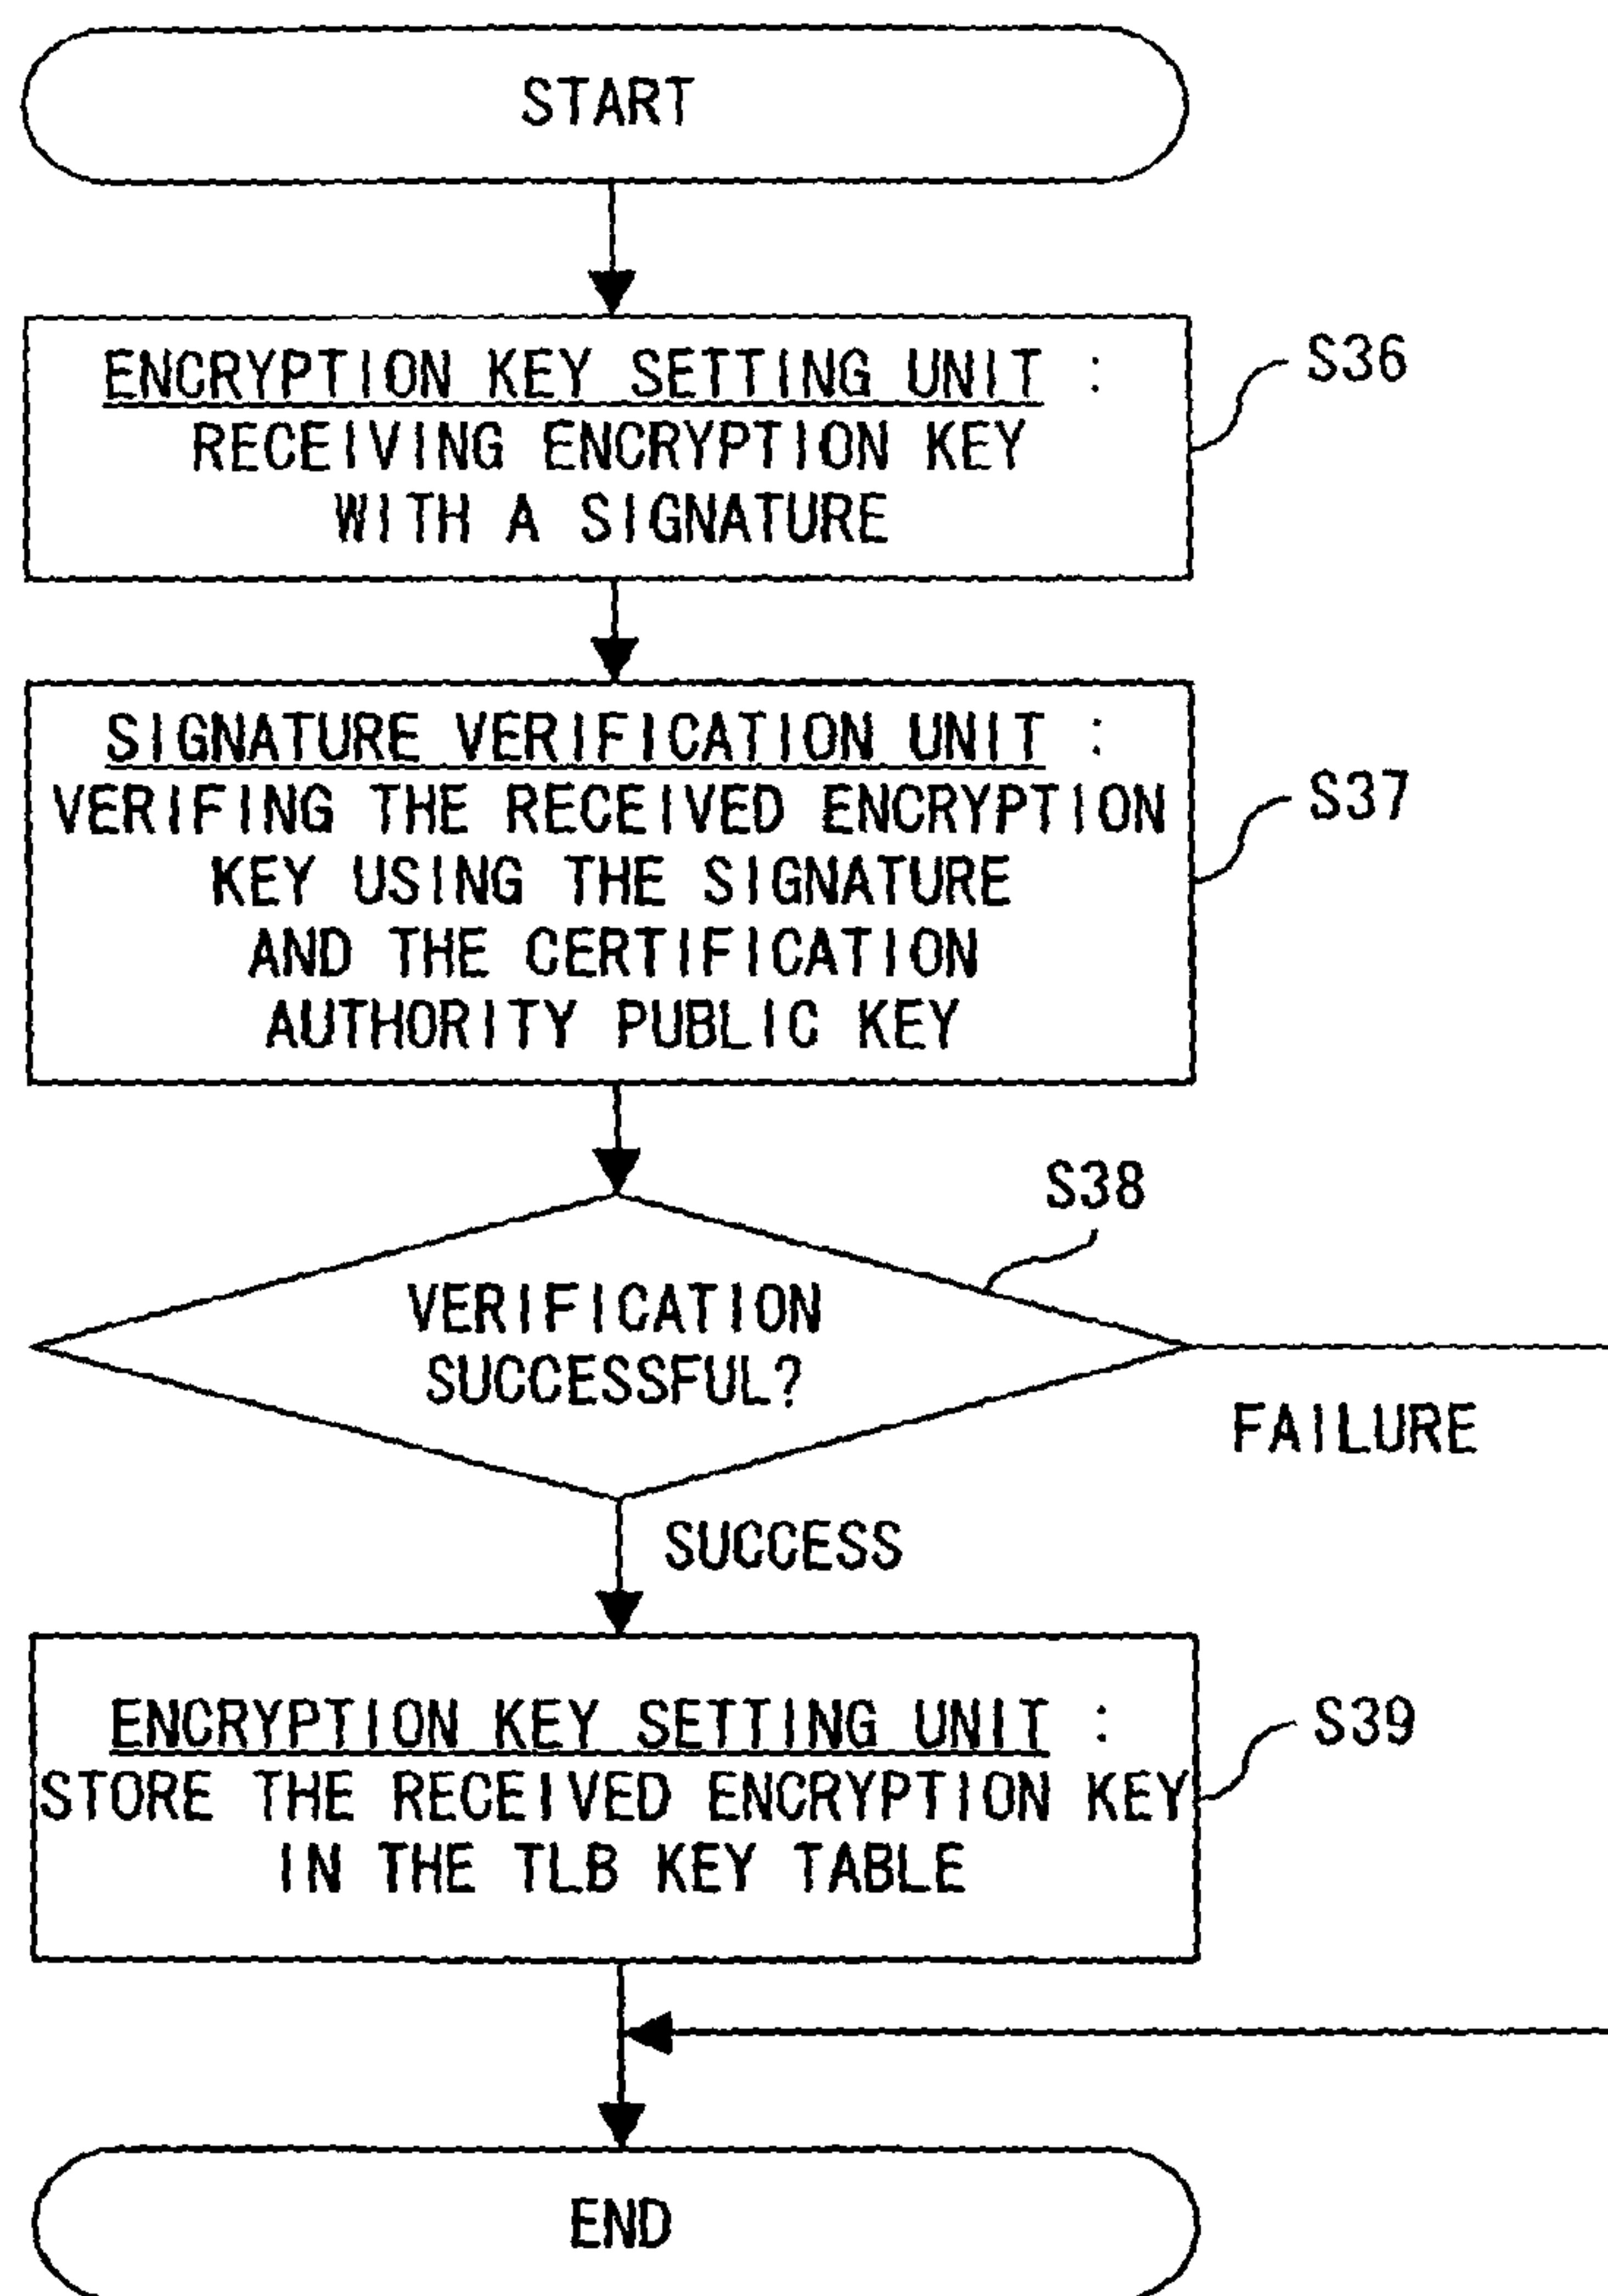 START
ENCRYPTION KEY SETTING UNIT :
RECEIVING ENCRYPTION KEY
WITH A SIGNATURE
S36
SIGNATURE VERIFICATION UNIT :
VERIFING THE RECEIVED ENCRYPTION
KEY USING THE SIGNATURE
AND THE CERTIFICATION
AUTHORITY PUBLIC KEY
S37
S38
VERIFICATION
SUCCESSFUL?
FAILURE
SUCCESS
ENCRYPTION KEY SETTING UNIT :
STORE THE RECEIVED ENCRYPTION KEY
IN THE TLB KEY TABLE
S39
END